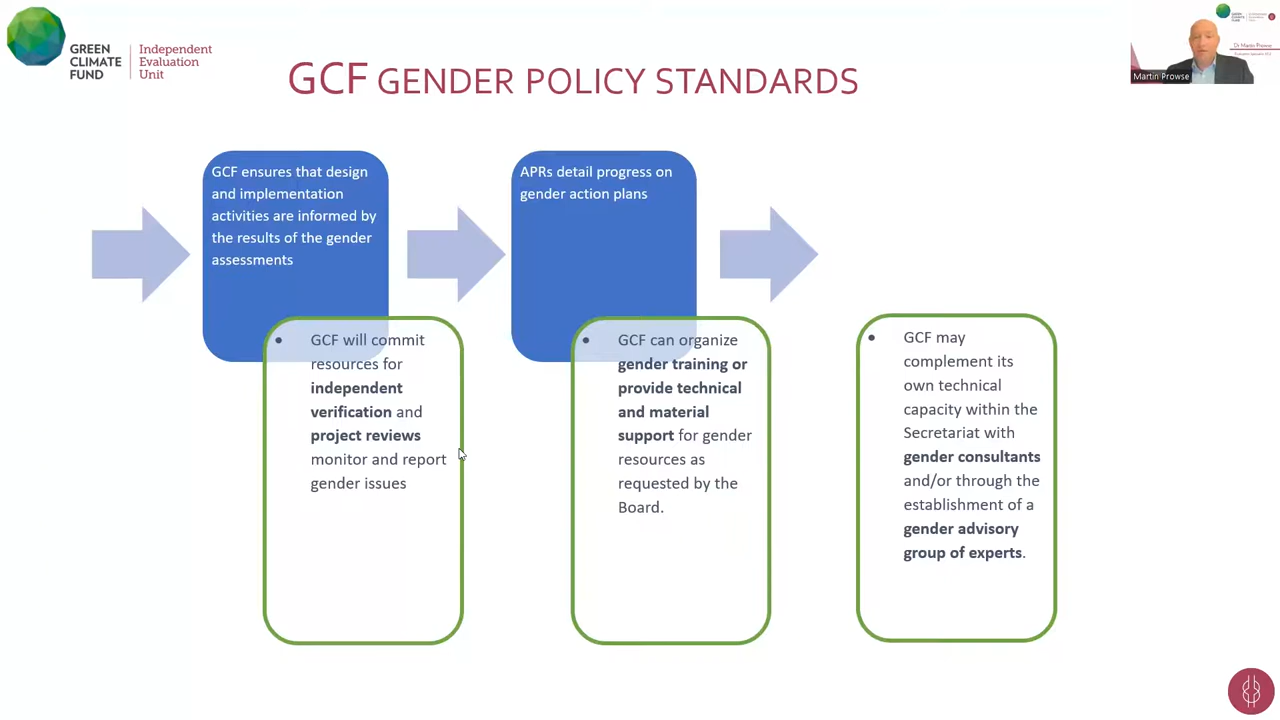 GREEN
CLIMATE
FUND
Independent
Evaluation
Unit
GCF GENDER POLICY STANDARDS
Martin Prowse
Dr Martin Prowse
GCF ensures that design
and implementation
activities are informed by
the results of the gender
assessments
APRs detail progress on
gender action plans
• GCF will commit
resources for
independent
verification and
project reviews
monitor and report
gender issues
• GCF can organize
gender training or
provide technical
and material
support for gender
resources as
requested by the
Board.
• GCF may
complement its
own technical
capacity within the
Secretariat with
gender consultants
and/or through the
establishment of a
gender advisory
group of experts.